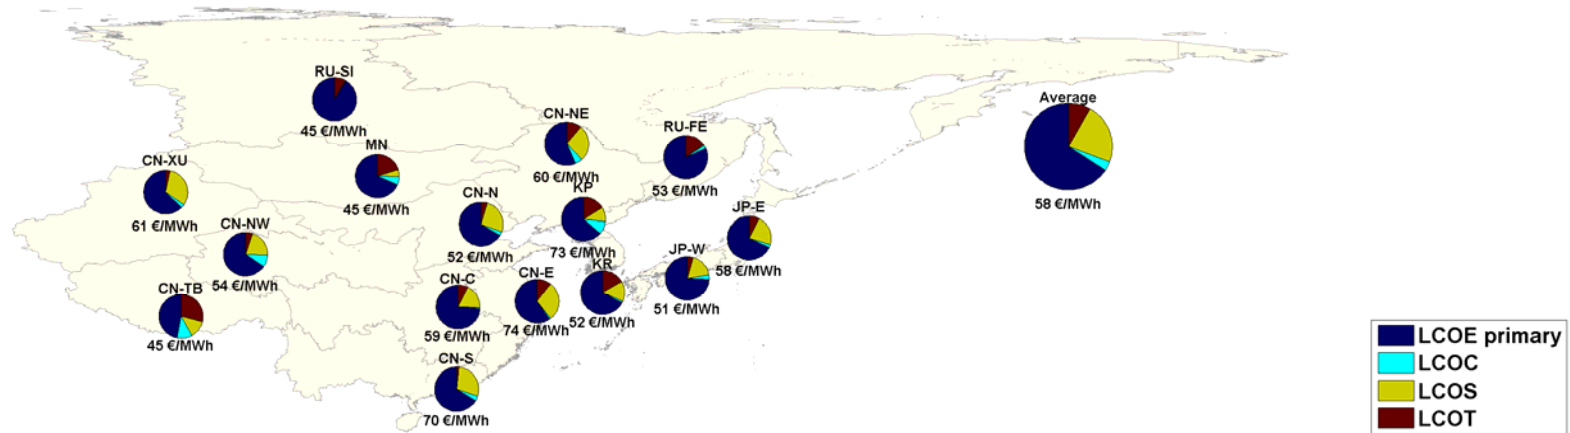 RU-SI
45 €/MWh
CN-NE
60 €/MWh
RU-FE
53 €/MWh
Average
58 €/MWh
MN
45 €/MWh
CN-XU
61 €/MWh
CN-N
52 €/MWh
KP
73 €/MWh
JP-E
58 €/MWh
CN-NW
54 €/MWh
JP-W
51 €/MWh
KR
52 €/MWh
CN-E
74 €/MWh
CN-C
59 €/MWh
CN-TB
45 €/MWh
CN-S
70 €/MWh
LCOE primary
LCOC
LCOS
LCOT